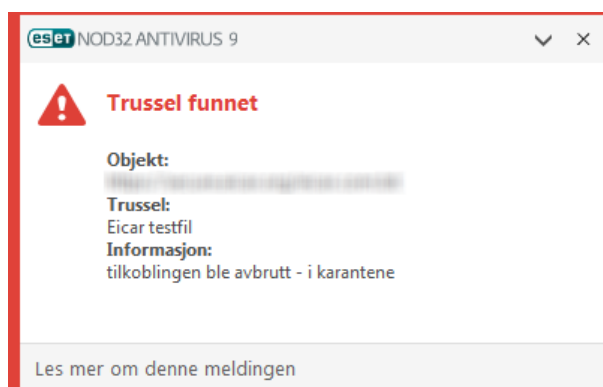 eset NOD32 ANTIVIRUS 9
Trussel funnet
Objekt:
Trussel:
Eicar testfil
Informasjon:
tilkoblingen ble avbrutt - i karantene
Les mer om denne meldingen